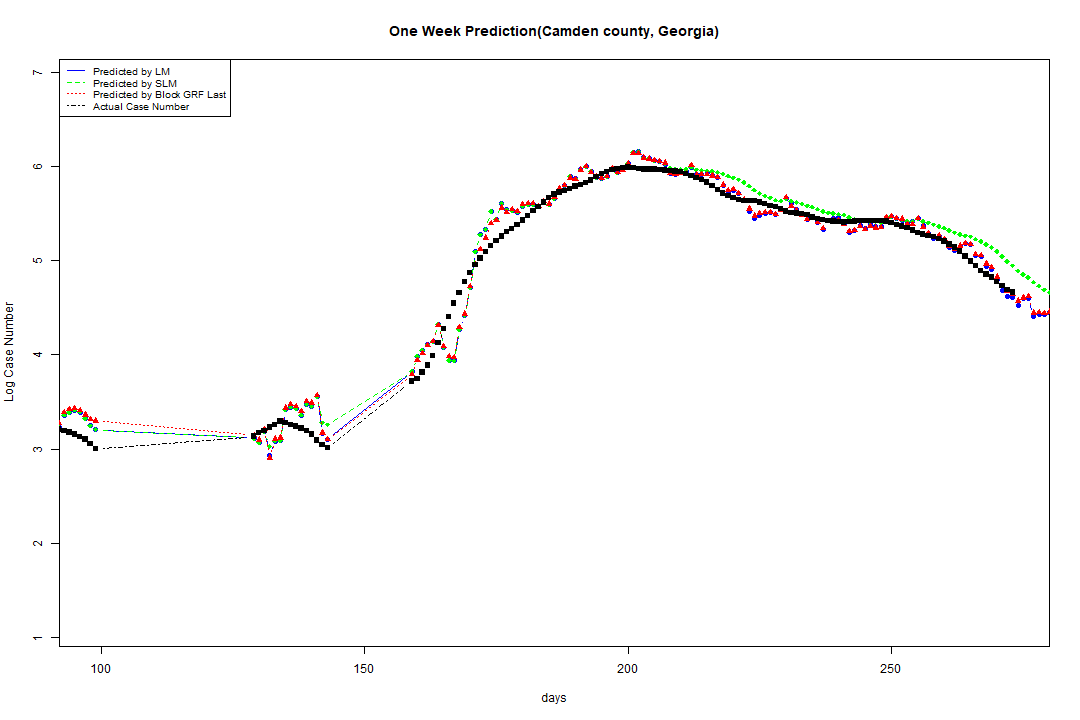 One Week Prediction(Camden county, Georgia)
Predicted by LM
Predicted by SLM
Predicted by Block GRF Last
Actual Case Number
Log Case Number
7
6
5
4
3
2
1
100 150 200 250
days